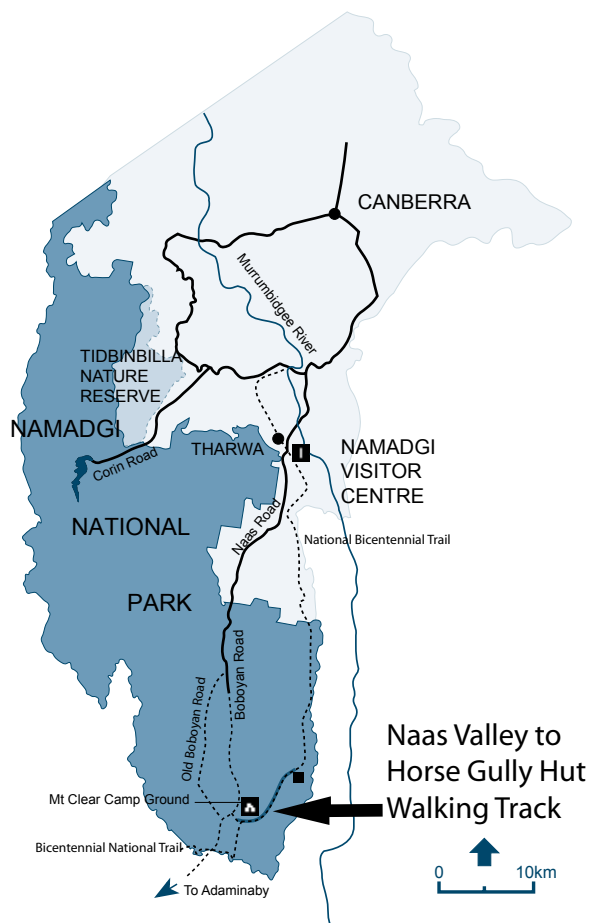 CANBERRA
Murrumbidgee River
TIDBINBILLA
NATURE
RESERVE
NAMADGI
Corin Road
THARWA
NAMADGI
VISITOR
CENTRE
Naas Road
NATIONAL
National Bicentennial Trail
PARK
Boboyan Road
Old Boboyan Road
Naas Valley to
Horse Gully Hut
Walking Track
Mt Clear Camp Ground
Bicentennial National Trail
To Adaminaby
0 10km